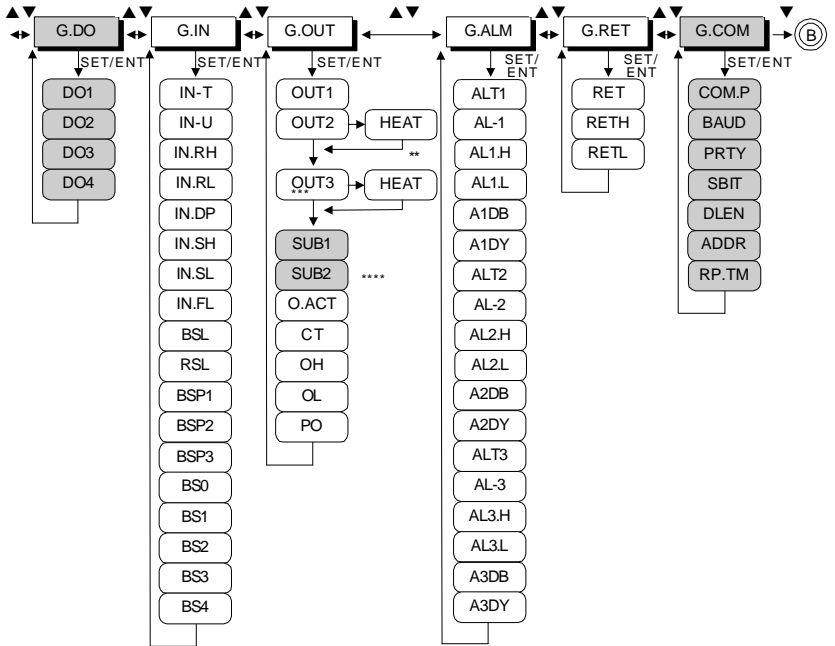 ▲▼ ▲▼ ▲▼ ▲▼ ▲▼ ▲▼ ▼
G.DO
SET/ENT
DO1
DO2
DO3
DO4
G.IN
SET/ENT
IN-T
IN-U
IN.RH
IN.RL
IN.DP
IN.SH
IN.SL
IN.FL
BSL
RSL
BSP1
BSP2
BSP3
BS0
BS1
BS2
BS3
BS4
G.OUT
SET/ENT
OUT1
OUT2 HEAT
**
OUT3 HEAT
***
SUB1
SUB2 ****
O.ACT
CT
OH
OL
PO
G.ALM
SET/
ENT
ALT1
AL-1
AL1.H
AL1.L
A1DB
A1DY
ALT2
AL-2
AL2.H
AL2.L
A2DB
A2DY
ALT3
AL-3
AL3.H
AL3.L
A3DB
A3DY
G.RET
SET/
ENT
RET
RETH
RETL
G.COM
SET/ENT
COM.P
BAUD
PRTY
SBIT
DLEN
ADDR
RP.TM
B